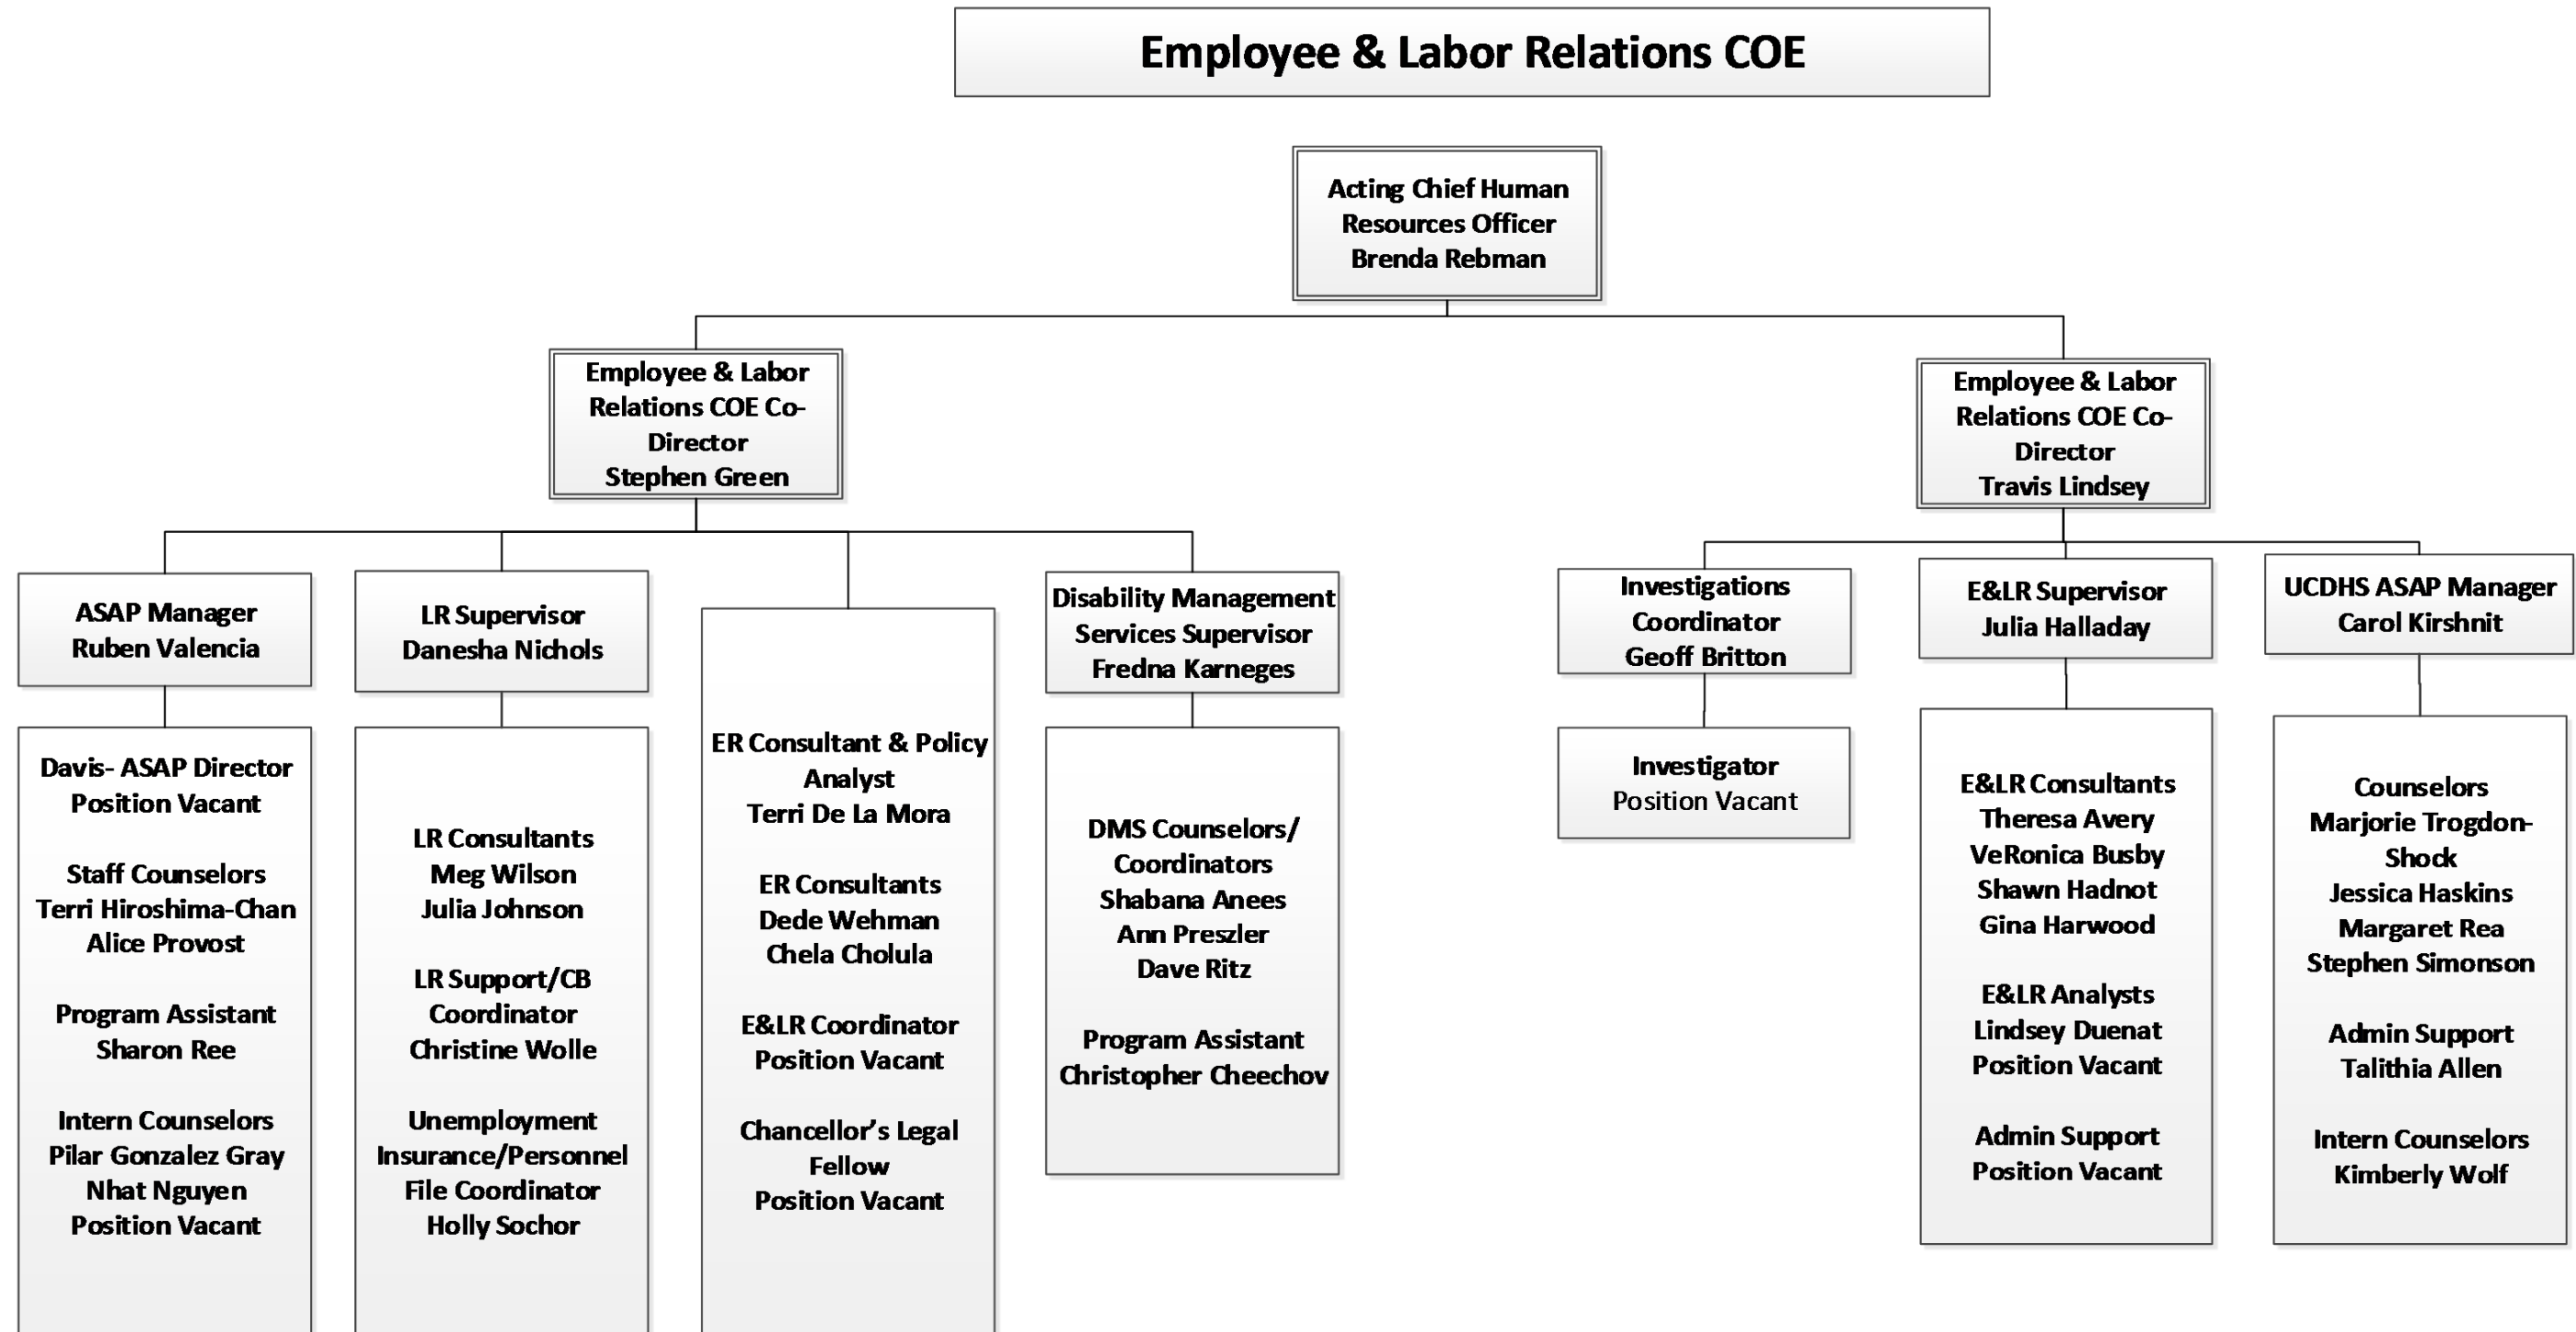 Employee & Labor Relations COE
Acting Chief Human
Resources Officer
Brenda Rebman
Employee & Labor
Relations COE Co-
Director
Stephen Green
Employee & Labor
Relations COE Co-
Director
Travis Lindsey
ASAP Manager
Ruben Valencia
LR Supervisor
Danesha Nichols
Disability Management
Services Supervisor
Fredna Karneges
Investigations
Coordinator
Geoff Britton
E&LR Supervisor
Julia Halladay
UCDHS ASAP Manager
Carol Kirshnit
Davis- ASAP Director
Position Vacant
Staff Counselors
Terri Hiroshima-Chan
Alice Provost
Program Assistant
Sharon Ree
Intern Counselors
Pilar Gonzalez Gray
Nhat Nguyen
Position Vacant
LR Consultants
Meg Wilson
Julia Johnson
LR Support/CB
Coordinator
Christine Wolle
Unemployment
Insurance/Personnel
File Coordinator
Holly Sochor
ER Consultant & Policy
Analyst
Terri De La Mora
ER Consultants
Dede Wehman
Chela Cholula
E&LR Coordinator
Position Vacant
Chancellor’s Legal
Fellow
Position Vacant
DMS Counselors/
Coordinators
Shabana Anees
Ann Preszler
Dave Ritz
Program Assistant
Christopher Cheechov
Investigator
Position Vacant
E&LR Consultants
Theresa Avery
VeRonica Busby
Shawn Hadnot
Gina Harwood
E&LR Analysts
Lindsey Duenat
Position Vacant
Admin Support
Position Vacant
Counselors
Marjorie Trogdon-
Shock
Jessica Haskins
Margaret Rea
Stephen Simonson
Admin Support
Talithia Allen
Intern Counselors
Kimberly Wolf